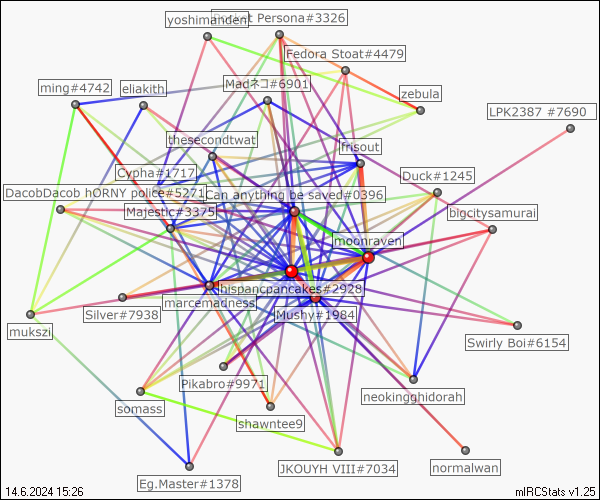 yoshimanden
Pocket Persona#3326
Fedora Stoat#4479
ming#4742
eliakith
Madネコ#6901
zebula
LPK2387 #7690
thesecondtwat
frisout
Cypha#1717
Duck#1245
DacobDacob hORNY police#5271
Can anything be saved#0396
Majestic#3375
bigcitysamurai
moonraven
hispancpancakes#2928
marcematiness
Silver#7938
Mushy#1984
mukszi
Swirly Boi#6154
Pikabro#9971
neokingghidorah
somass
shawntee9
JKOUYH VIII#7034
normalwan
Eg.Master#1378
14.6.2024 15:26
mIRCStats v1.25